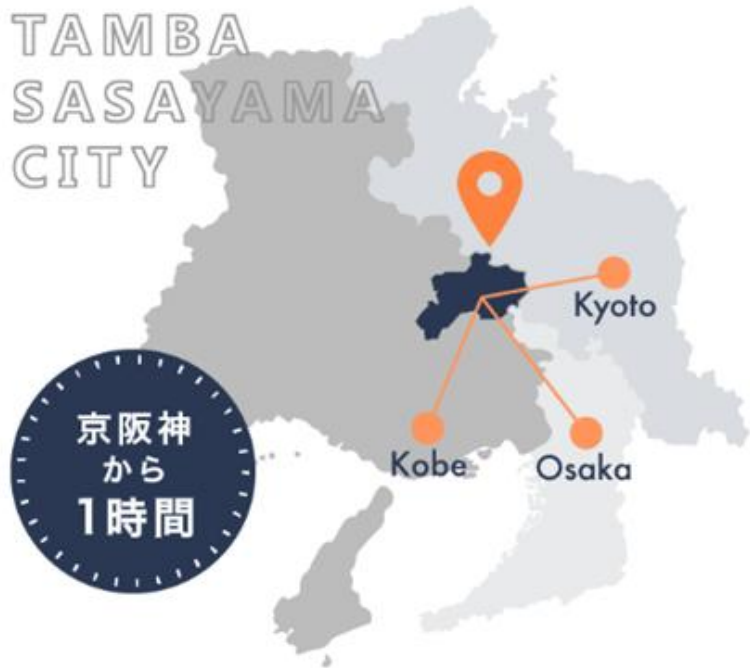 TAMBA
SASAYAMA
CITY
Kyoto
Kobe
Osaka
京阪神
から
1時間